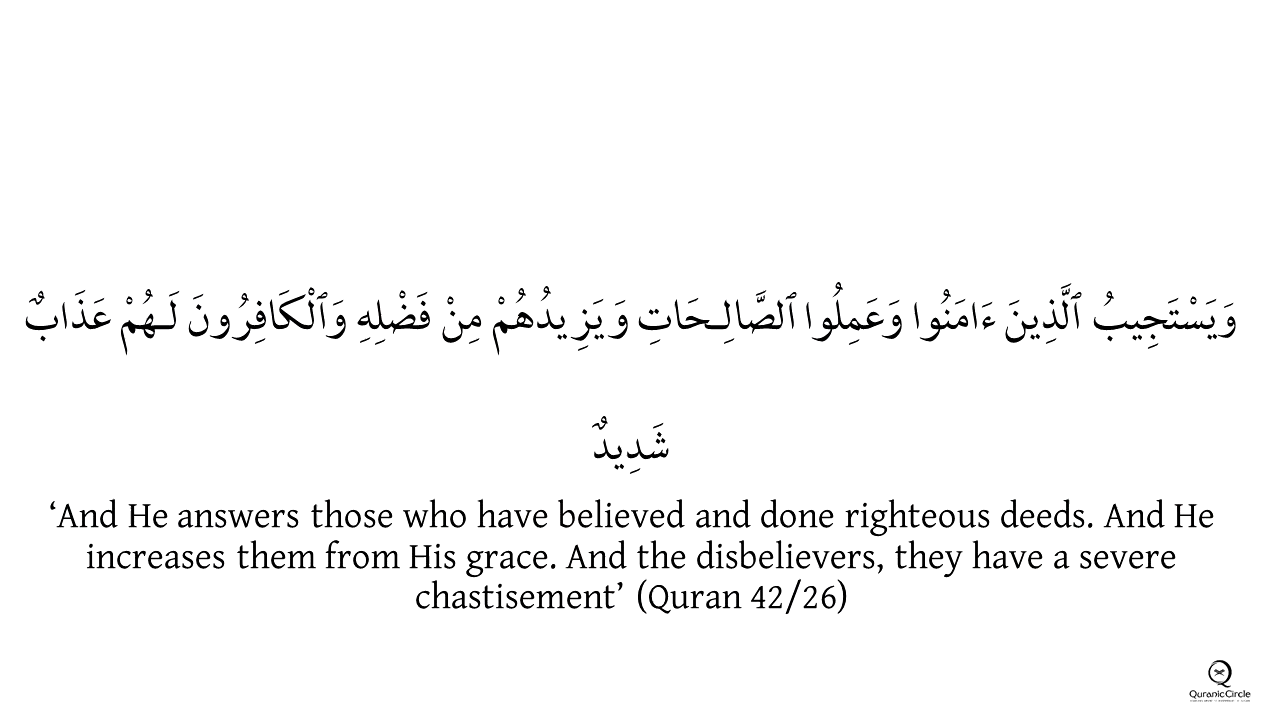 وَيَسْتَجِيبُ ٱلَّذِينَ ءَامَنُوا وَعَمِلُوا ٱلصَّالِـحَاتِ وَيَزِيدُهُمْ مِنْ فَضْلِهِ وَٱلْكَافِرُونَ لَـهُمْ عَذَابٌ
شَدِيدٌ
‘And He answers those who have believed and done righteous deeds. And He
increases them from His grace. And the disbelievers, they have a severe
chastisement’ (Quran 42/26)
QuranicCircle